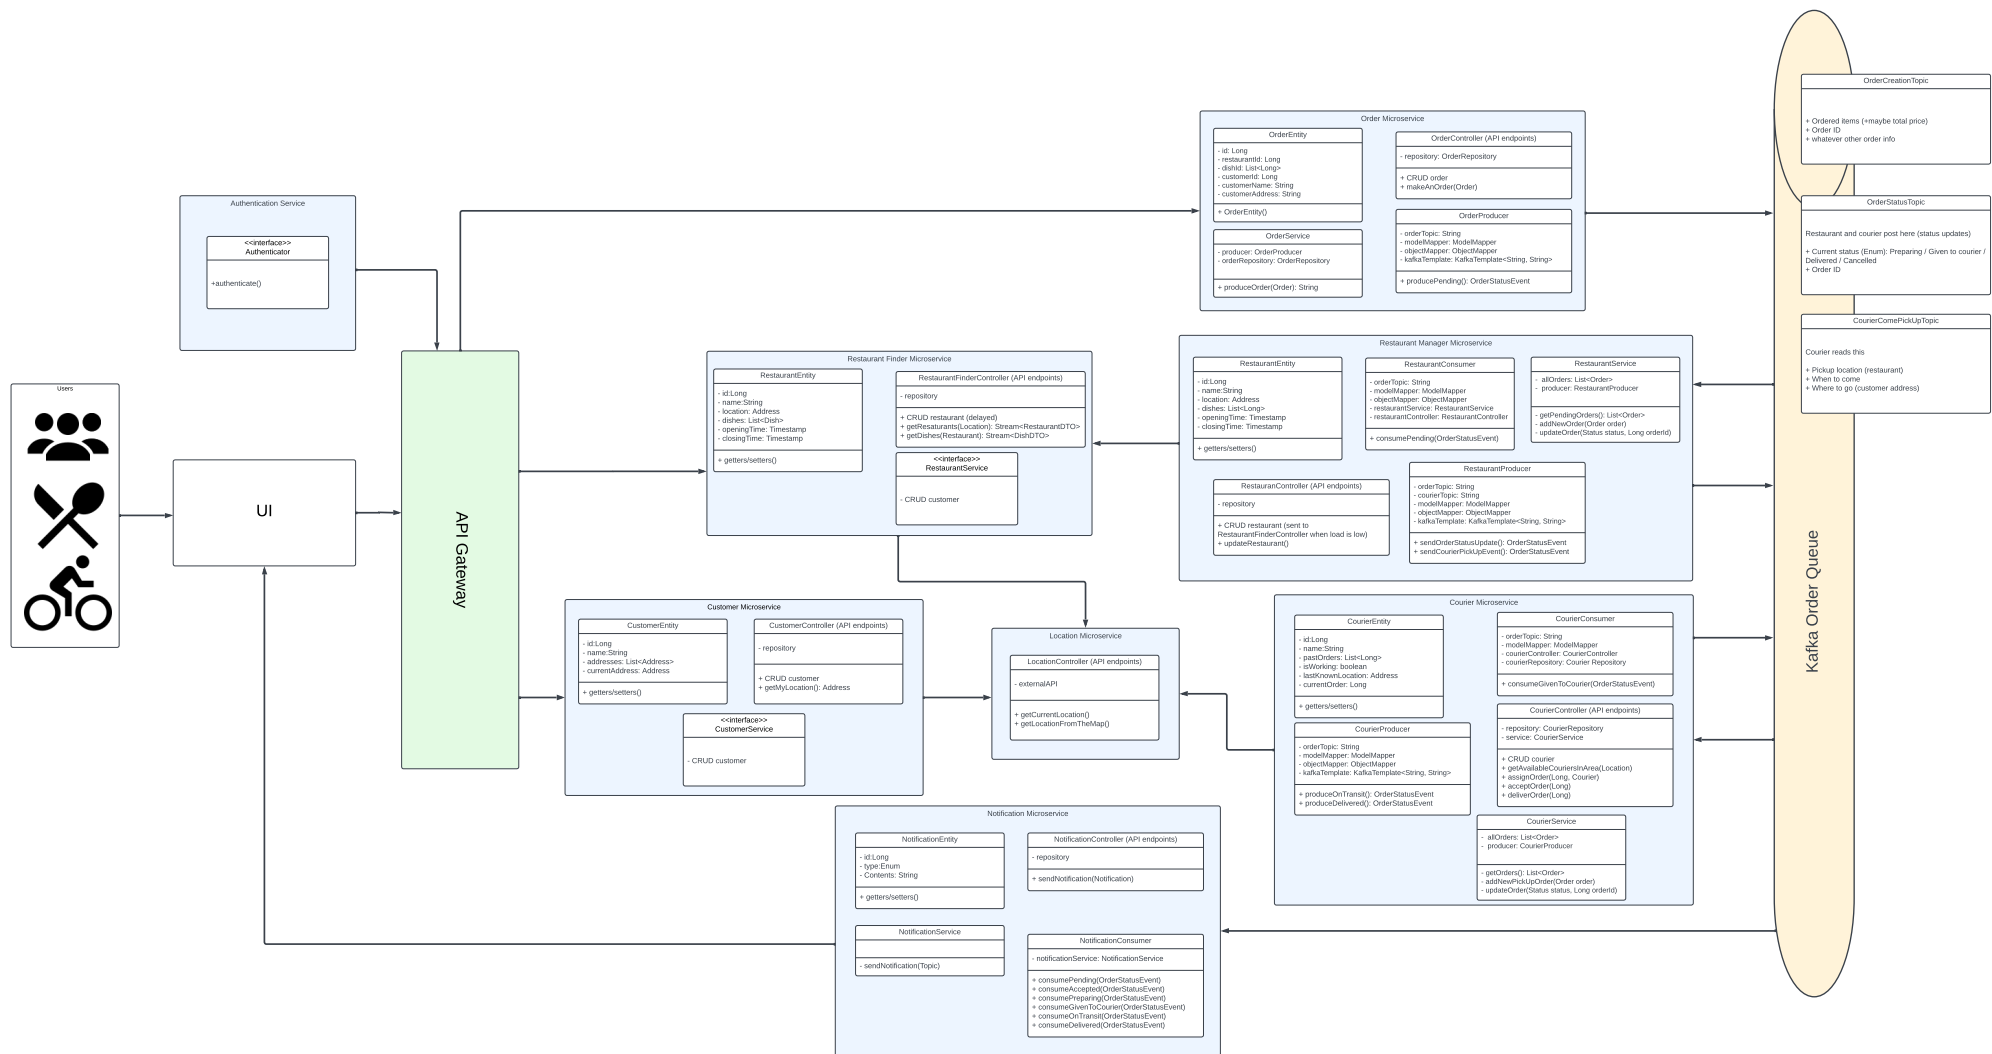 Users
UI
Authentication Service
<<interface>>
Authenticator
+authenticate()
API Gateway
Order Microservice
OrderEntity
- id: Long
- restaurantId: Long
- dishId: List<Long>
- customerId: Long
- customerName: String
- customerAddress: String
+ OrderEntity()
OrderController (API endpoints)
- repository: OrderRepository
+ CRUD order
+ makeAnOrder(Order)
OrderService
- producer: OrderProducer
- orderRepository: OrderRepository
+ produceOrder(Order): String
OrderProducer
- orderTopic: String
- modelMapper: ModelMapper
- objectMapper: ObjectMapper
- kafkaTemplate: KafkaTemplate<String, String>
+ producePending(): OrderStatusEvent
Restaurant Finder Microservice
RestaurantEntity
- id:Long
- name:String
- location: Address
- dishes: List<Dish>
- openingTime: Timestamp
- closingTime: Timestamp
+ getters/setters()
RestaurantFinderController (API endpoints)
- repository
+ CRUD restaurant (delayed)
+ getResaturants(Location): Stream<RestaurantDTO>
+ getDishes(Restaurant): Stream<DishDTO>
<<interface>>
RestaurantService
- CRUD customer
Restaurant Manager Microservice
RestaurantEntity
- id:Long
- name:String
- location: Address
- dishes: List<Long>
- openingTime: Timestamp
- closingTime: Timestamp
+ getters/setters()
RestaurantConsumer
- orderTopic: String
- modelMapper: ModelMapper
- objectMapper: ObjectMapper
- restaurantService: RestaurantService
- restaurantController: RestaurantController
+ consumePending(OrderStatusEvent)
RestaurantService
- allOrders: List<Order>
- producer: RestaurantProducer
- getPendingOrders(): List<Order>
- addNewOrder(Order order)
- updateOrder(Status status, Long orderId)
RestauranController (API endpoints)
- repository
+ CRUD restaurant (sent to
RestaurantFinderController when load is low)
+ updateRestaurant()
RestaurantProducer
- orderTopic: String
- courierTopic: String
- modelMapper: ModelMapper
- objectMapper: ObjectMapper
- kafkaTemplate: KafkaTemplate<String, String>
+ sendOrderStatusUpdate(): OrderStatusEvent
+ sendCourierPickUpEvent(): OrderStatusEvent
Customer Microservice
CustomerEntity
- id:Long
- name:String
- addresses: List<Address>
- currentAddress: Address
+ getters/setters()
CustomerController (API endpoints)
- repository
+ CRUD customer
+ getMyLocation(): Address
<<interface>>
CustomerService
- CRUD customer
Location Microservice
LocationController (API endpoints)
- externalAPI
+ getCurrentLocation()
+ getLocationFromTheMap()
Courier Microservice
CourierEntity
- id:Long
- name:String
- pastOrders: List<Long>
- isWorking: boolean
- lastKnownLocation: Address
- currentOrder: Long
+ getters/setters()
CourierConsumer
- orderTopic: String
- modelMapper: ModelMapper
- courierController: CourierController
- courierRepository: Courier Repository
+ consumeGivenToCourier(OrderStatusEvent)
CourierProducer
- orderTopic: String
- modelMapper: ModelMapper
- objectMapper: ObjectMapper
- kafkaTemplate: KafkaTemplate<String, String>
+ produceOnTransit(): OrderStatusEvent
+ produceDelivered(): OrderStatusEvent
CourierController (API endpoints)
- repository: CourierRepository
- service: CourierService
+ CRUD courier
+ getAvailableCouriersInArea(Location)
+ assignOrder(Long, Courier)
+ acceptOrder(Long)
+ deliverOrder(Long)
CourierService
- allOrders: List<Order>
- producer: CourierProducer
- getOrders(): List<Order>
- addNewPickUpOrder(Order order)
- updateOrder(Status status, Long orderId)
Notification Microservice
NotificationEntity
- id:Long
- type:Enum
- Contents: String
+ getters/setters()
NotificationController (API endpoints)
- repository
+ sendNotification(Notification)
NotificationService
- sendNotification(Topic)
NotificationConsumer
- notificationService: NotificationService
+ consumePending(OrderStatusEvent)
+ consumeAccepted(OrderStatusEvent)
+ consumePreparing(OrderStatusEvent)
+ consumeGivenToCourier(OrderStatusEvent)
+ consumeOnTransit(OrderStatusEvent)
+ consumeDelivered(OrderStatusEvent)
Kafka Order Queue
OrderCreationTopic
+ Ordered items (+maybe total price)
+ Order ID
+ whatever other order info
OrderStatusTopic
Restaurant and courier post here (status updates)
+ Current status (Enum): Preparing / Given to courier /
Delivered / Cancelled
+ Order ID
CourierComePickUpTopic
Courier reads this
+ Pickup location (restaurant)
+ When to come
+ Where to go (customer address)